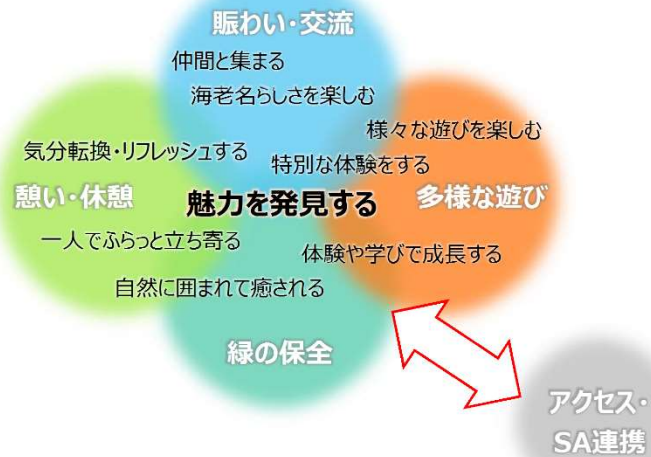 賑わい・交流
仲間と集まる
海老名らしさを楽しむ
様々な遊びを楽しむ
気分転換・リフレッシュする
特別な体験をする
憩い・休憩
魅力を発見する
多様な遊び
一人でふらっと立ち寄る
体験や学びで成長する
自然に囲まれて癒される
緑の保全
アクセス・
SA連携